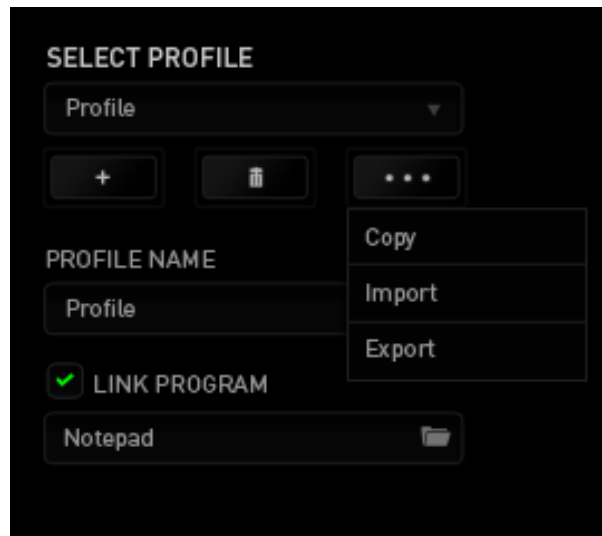 SELECT PROFILE
Profile
+
...
Copy
PROFILE NAME
Import
Profile
Export
LINK PROGRAM
Notepad